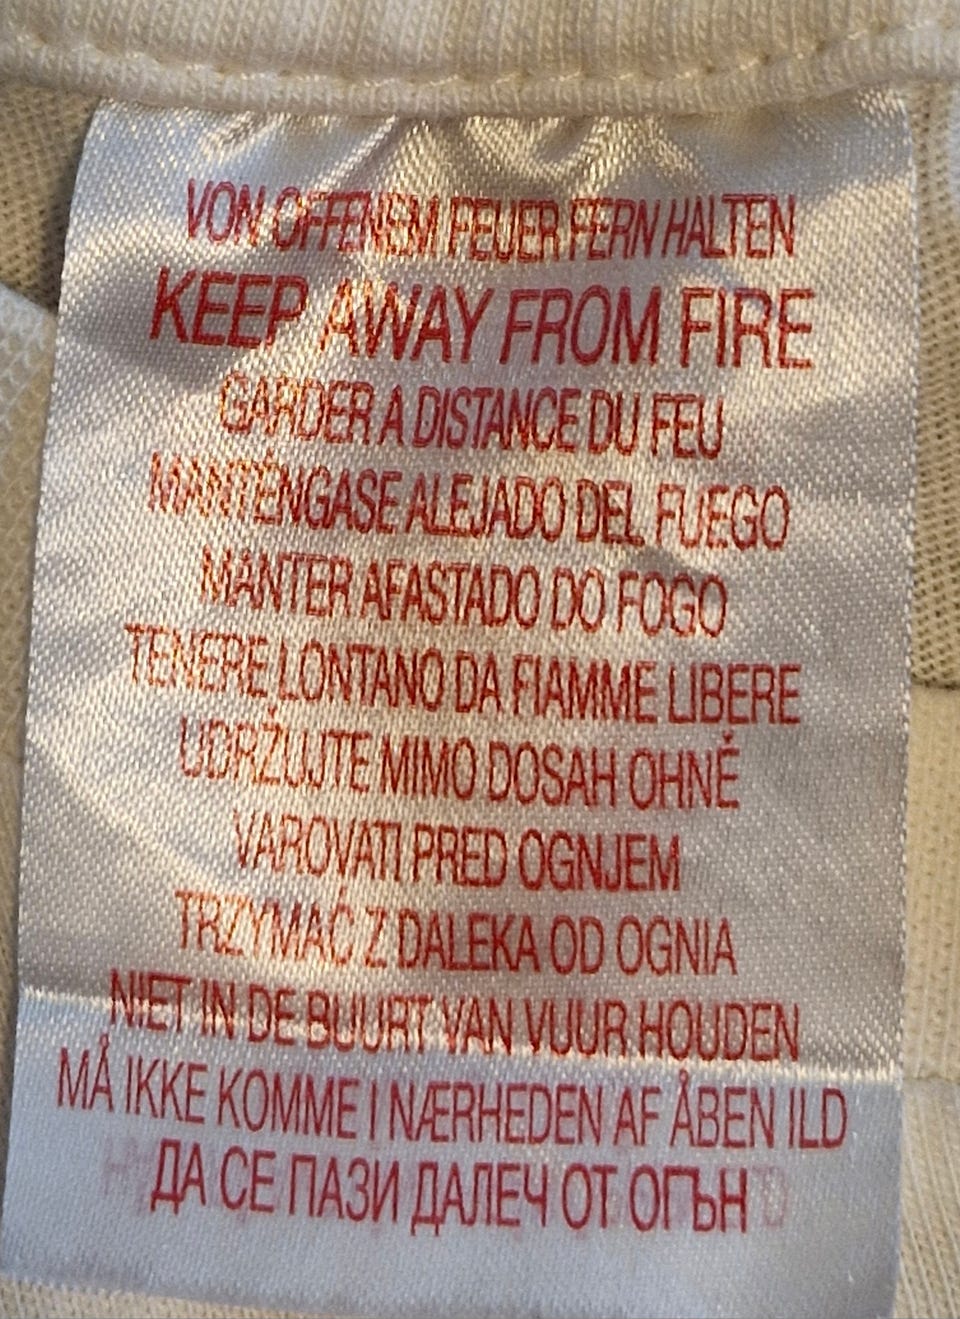 VON OFFENEM FEUER FERN HALTEN
KEEP AWAY FROM FIRE
GARDER A DISTANCE DU FEU
MANTÉNGASE ALEJADO DEL FUEGO
MANTER AFASTADO DO FOGO
TENERE LONTANO DA FIAMME LIBERE
UDRŽUJTE MIMO DOSAH OHNĚ
VAROVATI PRED OGNJEM
TRZYMAĆ Z DALEKA OD OGNIA
NIET IN DE BUURT VAN VUUR HOUDEN
MÅ IKKE KOMME I NÆRHEDEN AF ÅBEN ILD
ДА СЕ ПАЗИ ДАЛЕЧ ОТ ОГЪН